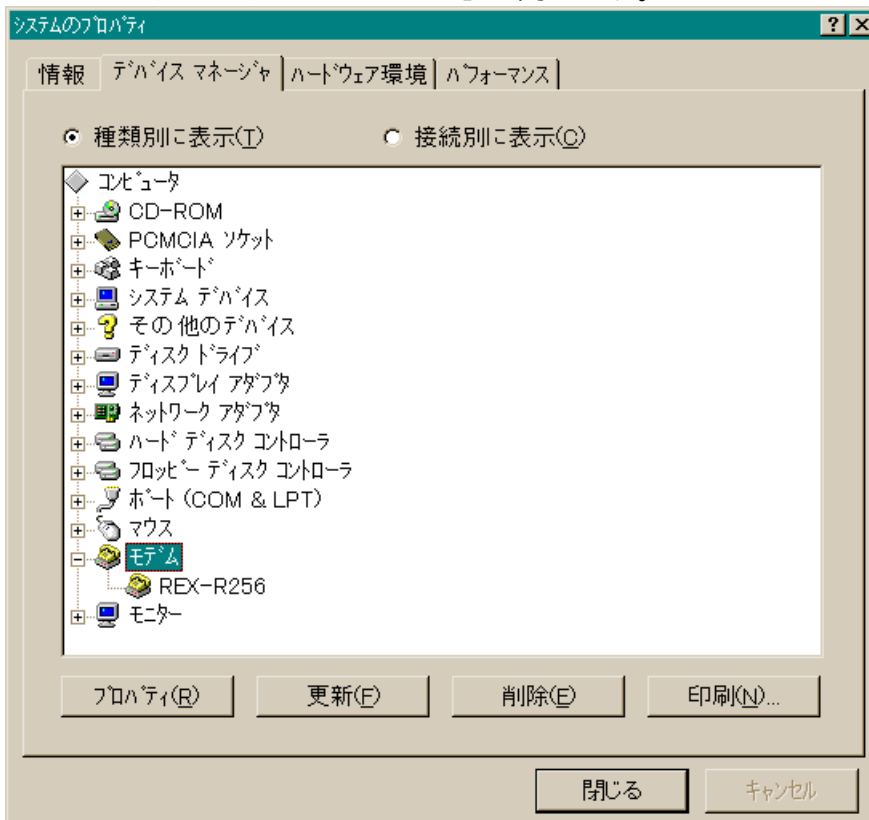 ｼｽﾃﾑのﾌﾟﾛﾊﾟﾃｨ
情報 ﾃﾞﾊﾞｲｽ ﾏﾈｰｼﾞｬ ﾊｰﾄﾞｳｪｱ環境 ﾊﾟﾌｫｰﾏﾝｽ
種類別に表示(T) 接続別に表示(C)
ｺﾝﾋﾟｭｰﾀ
CD-ROM
PCMCIA ｿｹｯﾄ
ｷｰﾎﾞｰﾄﾞ
ｼｽﾃﾑ ﾃﾞﾊﾞｲｽ
その他のﾃﾞﾊﾞｲｽ
ﾃﾞｨｽｸ ﾄﾞﾗｲﾌﾞ
ﾃﾞｨｽﾌﾟﾚｲ ｱﾀﾞﾌﾟﾀ
ﾈｯﾄﾜｰｸ ｱﾀﾞﾌﾟﾀ
ﾊｰﾄﾞ ﾃﾞｨｽｸ ｺﾝﾄﾛｰﾗ
ﾌﾛｯﾋﾟｰ ﾃﾞｨｽｸ ｺﾝﾄﾛｰﾗ
ﾎﾟｰﾄ (COM & LPT)
ﾏｳｽ
ﾓﾃﾞﾑ
REX-R256
ﾓﾆﾀｰ
ﾌﾟﾛﾊﾟﾃｨ(R) 更新(F) 削除(E) 印刷(N)...
閉じる ｷｬﾝｾﾙ